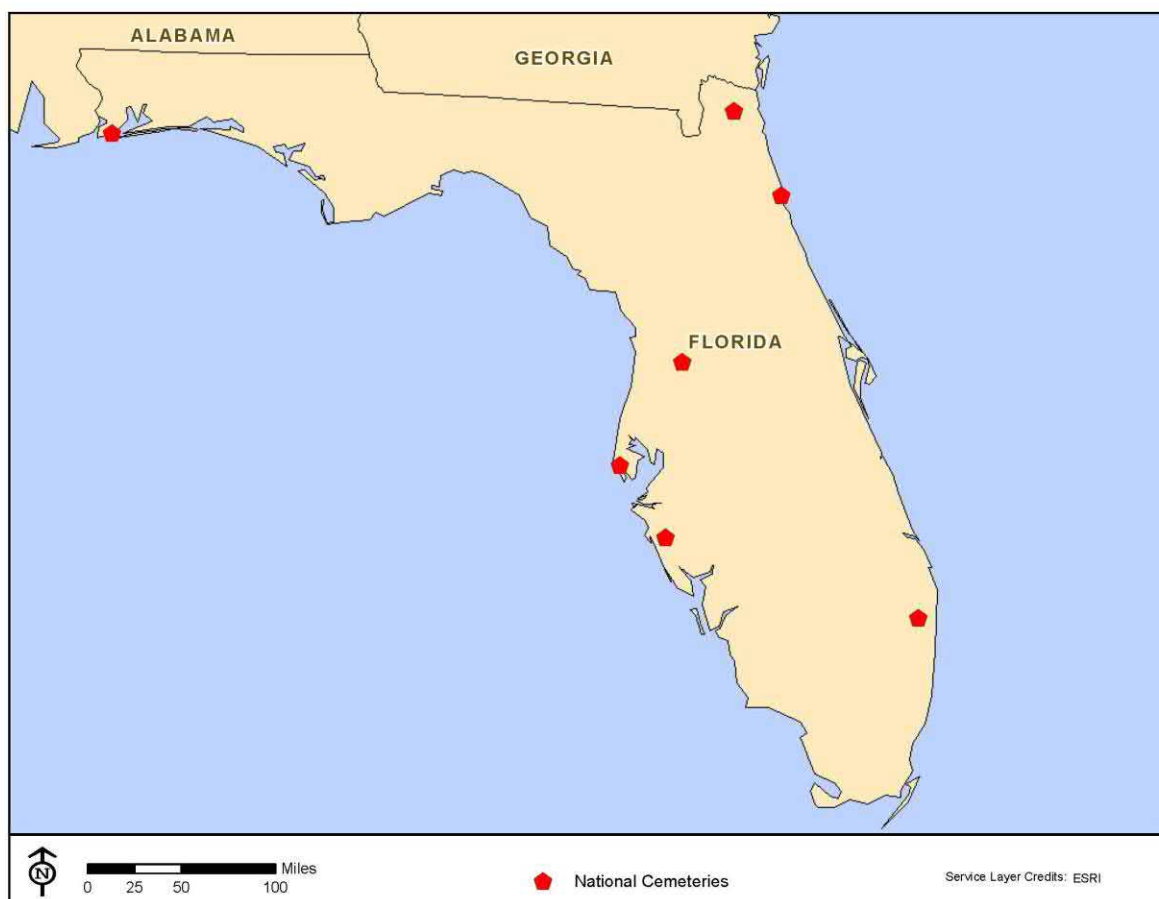 ALABAMA
GEORGIA
FLORIDA
N
Miles
0 25 50 100
National Cemeteries
Service Layer Credits: ESRI